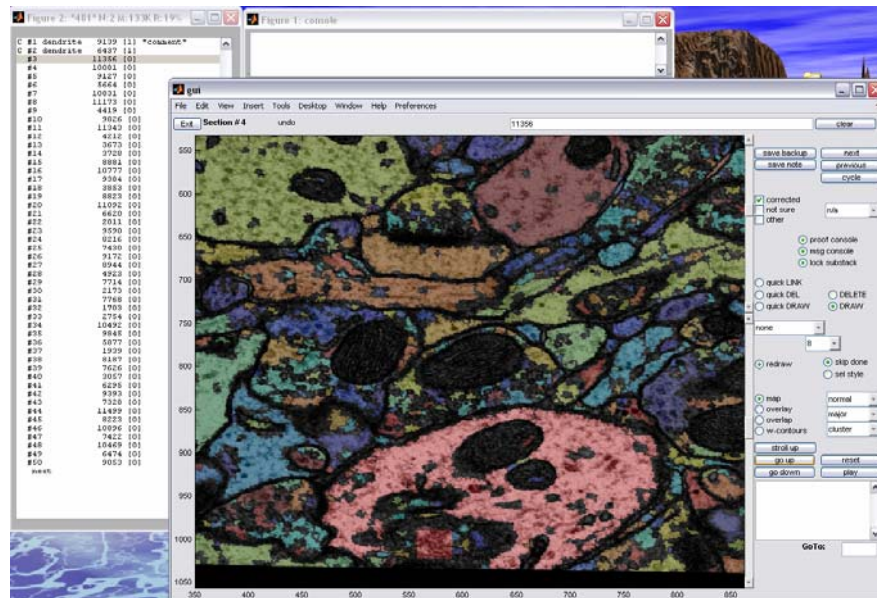 Figure 2: *481* M:2 M:133K R:19%
C #1 dendrite 9139 [1] "comment"
C #2 dendrite 6437 [1]
#3 11356 [0]
#4 10081 [0]
#5 9127 [0]
#6 5664 [0]
#7 10031 [0]
#8 11173 [0]
#9 4419 [0]
#10 9826 [0]
#11 11343 [0]
#12 4212 [0]
#13 3673 [0]
#14 3728 [0]
#15 8881 [0]
#16 10777 [0]
#17 9384 [0]
#18 3853 [0]
#19 8823 [0]
#20 11092 [0]
#21 6620 [0]
#22 2011 [0]
#23 9590 [0]
#24 8216 [0]
#25 7430 [0]
#26 9172 [0]
#27 8944 [0]
#28 4923 [0]
#29 7714 [0]
#30 2173 [0]
#31 7768 [0]
#32 1703 [0]
#33 2754 [0]
#34 10492 [0]
#35 9845 [0]
#36 5877 [0]
#37 1939 [0]
#38 8187 [0]
#39 7626 [0]
#40 3057 [0]
#41 6295 [0]
#42 9393 [0]
#43 7328 [0]
#44 11499 [0]
#45 8223 [0]
#46 10896 [0]
#47 7422 [0]
#48 10469 [0]
#49 6474 [0]
#50 9053 [0]
next
Figure 1: console
gui
File Edit View Insert Tools Desktop Window Help Preferences
Exit Section # 4 undo 11356 clear
save backup next
save note previous
cycle
corrected
not sure n/a
other
proof console
msg console
lock substack
quick LINK
quick DEL DELETE
quick DRAW DRAW
none
8
redraw skip done
sel style
map normal
overlay major
overlap cluster
w-contours
scroll up
go up reset
go down play
GoTo:
550
600
650
700
750
800
850
900
950
1000
1050
350 400 450 500 550 600 650 700 750 800 850